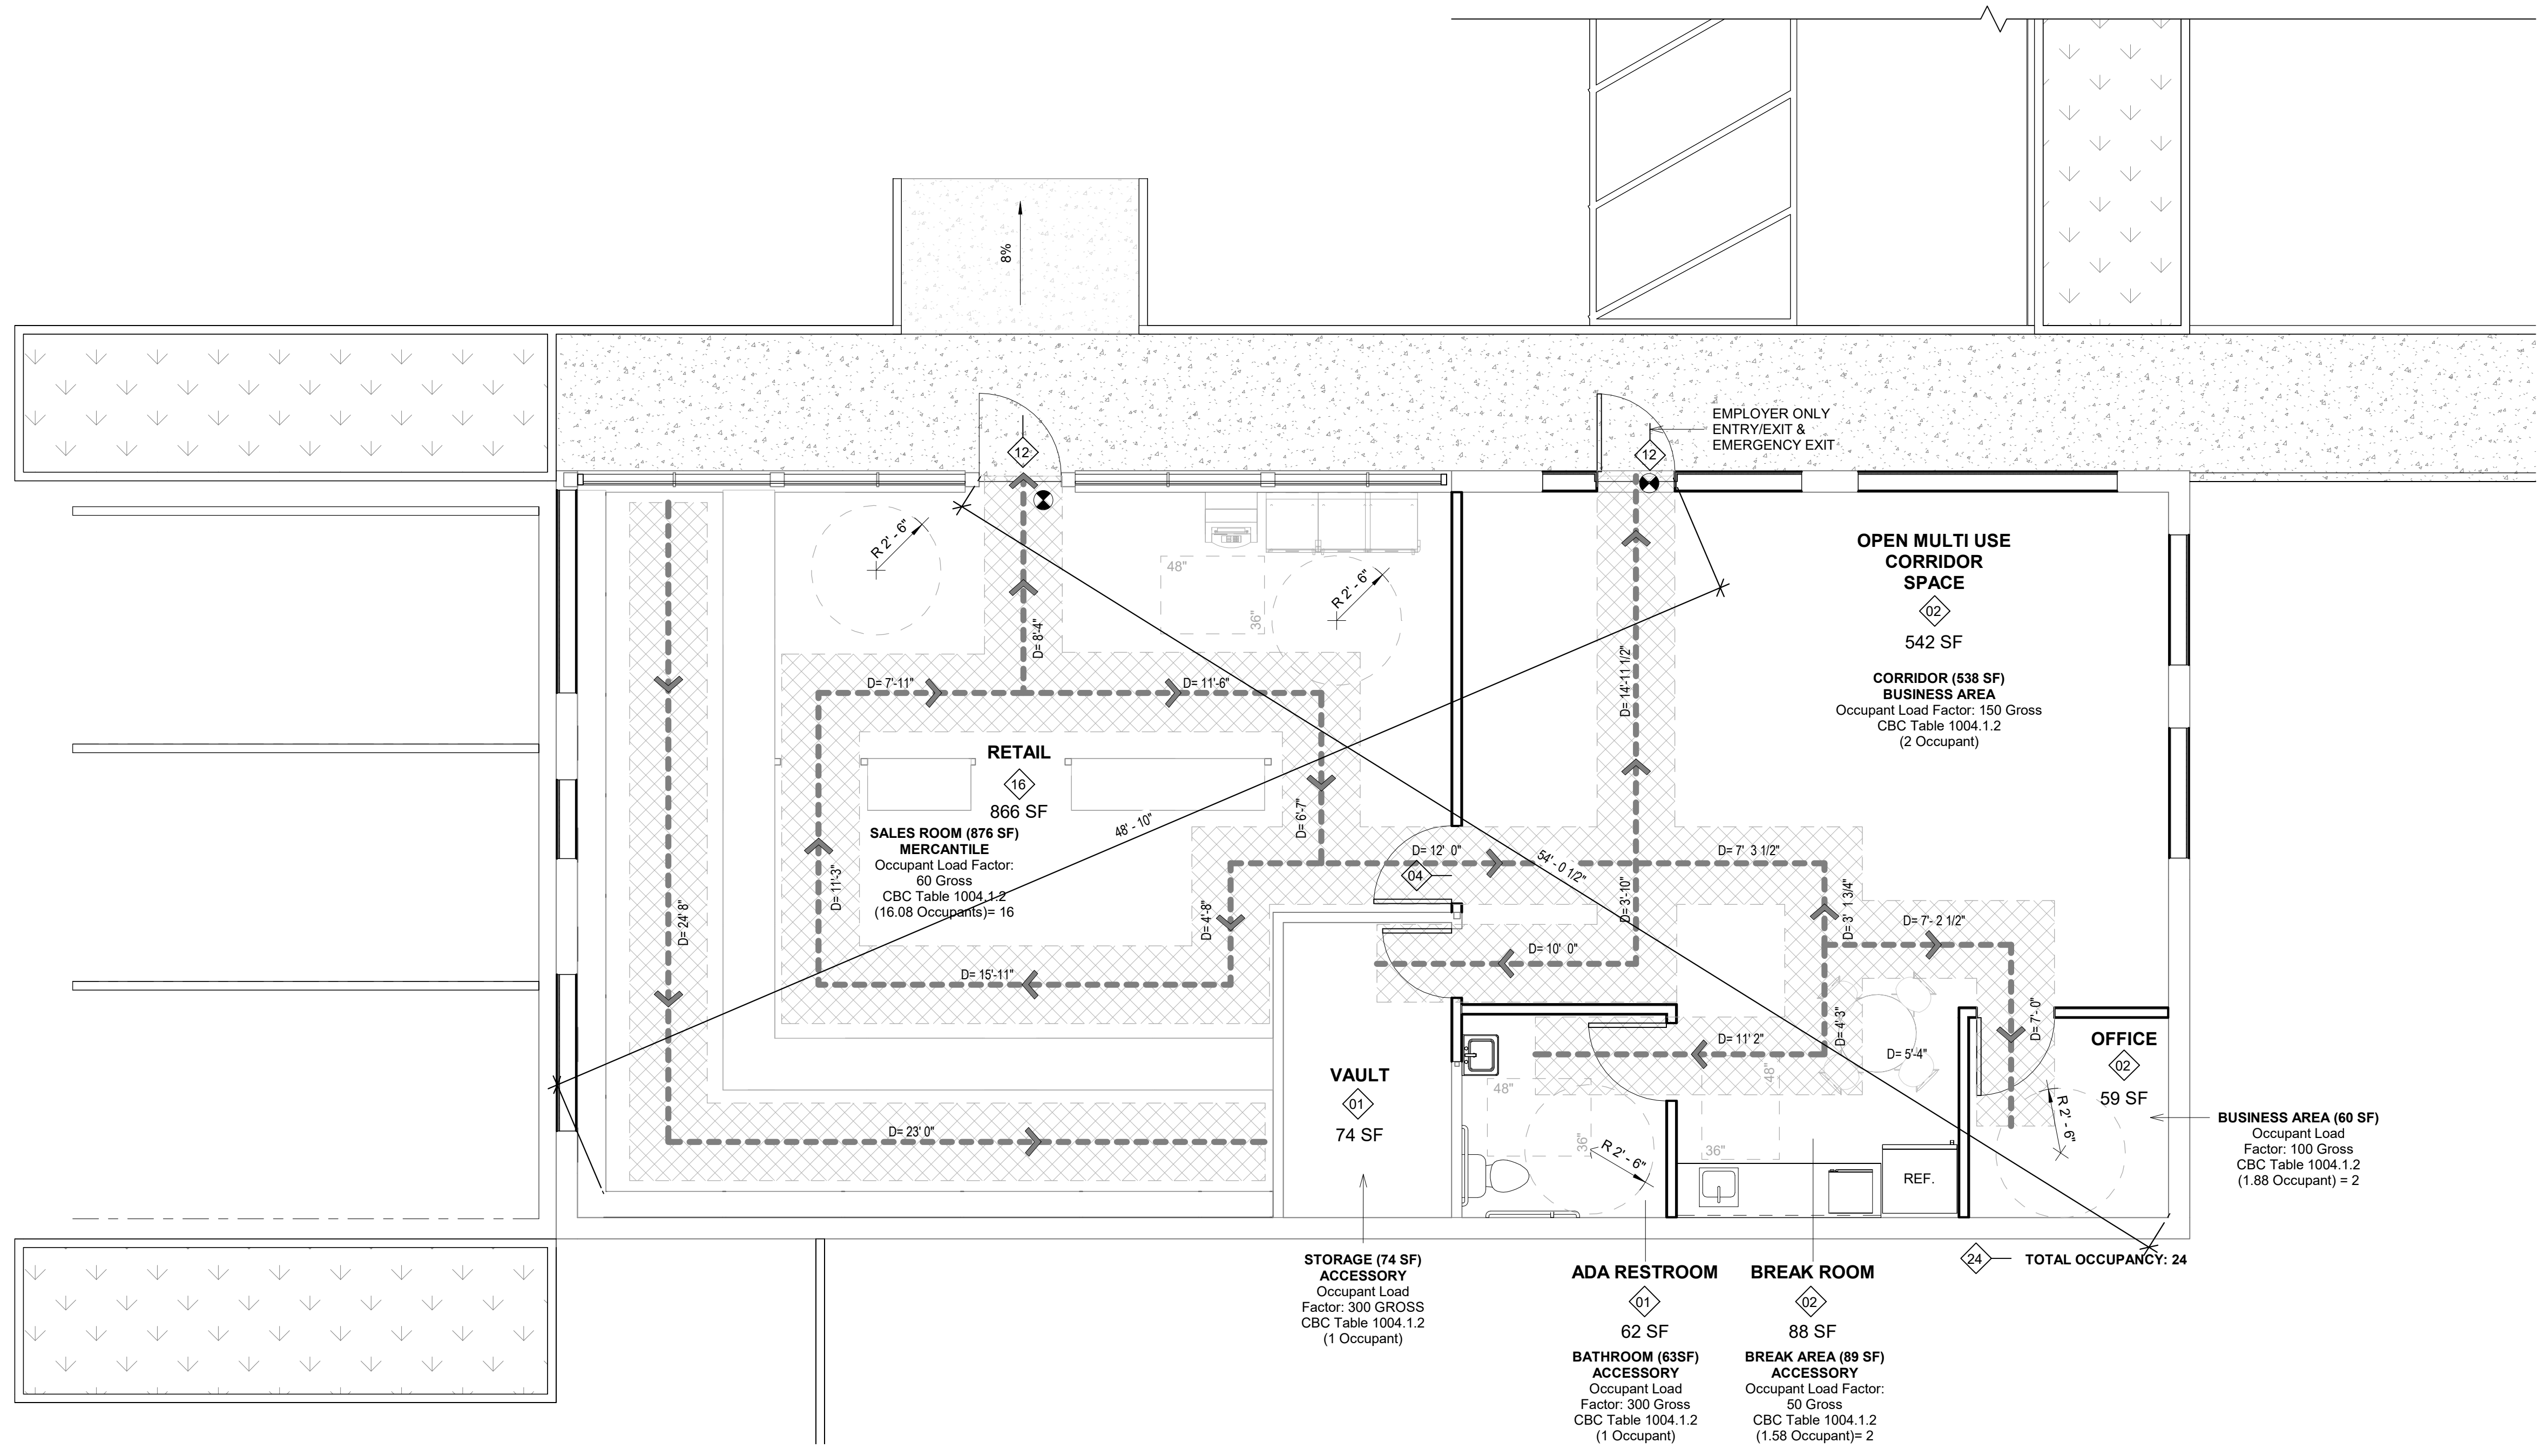 8%
EMPLOYER ONLY
ENTRY/EXIT &
EMERGENCY EXIT
12
12
R 2' - 6"
48"
36"
R 2' - 6"
D= 8'-4"
D= 7'-11"
D= 11'-6"
D= 14'-11 1/2"
OPEN MULTI USE
CORRIDOR
SPACE
02
542 SF
CORRIDOR (538 SF)
BUSINESS AREA
Occupant Load Factor: 150 Gross
CBC Table 1004.1.2
(2 Occupant)
RETAIL
16
866 SF
SALES ROOM (876 SF)
MERCANTILE
Occupant Load Factor:
60 Gross
CBC Table 1004.1.2
(16.08 Occupants)= 16
48' - 10"
D= 6'-7"
D= 12' 0"
04
54' - 0 1/2"
D= 7' 3 1/2"
D= 24' 8"
D= 11'-3"
D= 4'-8"
D= 3'-10"
D= 3' 1 3/4"
D= 7'- 2 1/2"
D= 15'-11"
D= 10' 0"
D= 11' 2"
D= 4'3"
D= 5'-4"
D= 7'- 0"
OFFICE
02
59 SF
R 2' - 6"
BUSINESS AREA (60 SF)
Occupant Load
Factor: 100 Gross
CBC Table 1004.1.2
(1.88 Occupant) = 2
VAULT
01
74 SF
48"
36"
R 2' - 6"
48"
36"
REF.
D= 23' 0"
24
TOTAL OCCUPANCY: 24
STORAGE (74 SF)
ACCESSORY
Occupant Load
Factor: 300 GROSS
CBC Table 1004.1.2
(1 Occupant)
ADA RESTROOM
01
62 SF
BATHROOM (63SF)
ACCESSORY
Occupant Load
Factor: 300 Gross
CBC Table 1004.1.2
(1 Occupant)
BREAK ROOM
02
88 SF
BREAK AREA (89 SF)
ACCESSORY
Occupant Load Factor:
50 Gross
CBC Table 1004.1.2
(1.58 Occupant)= 2